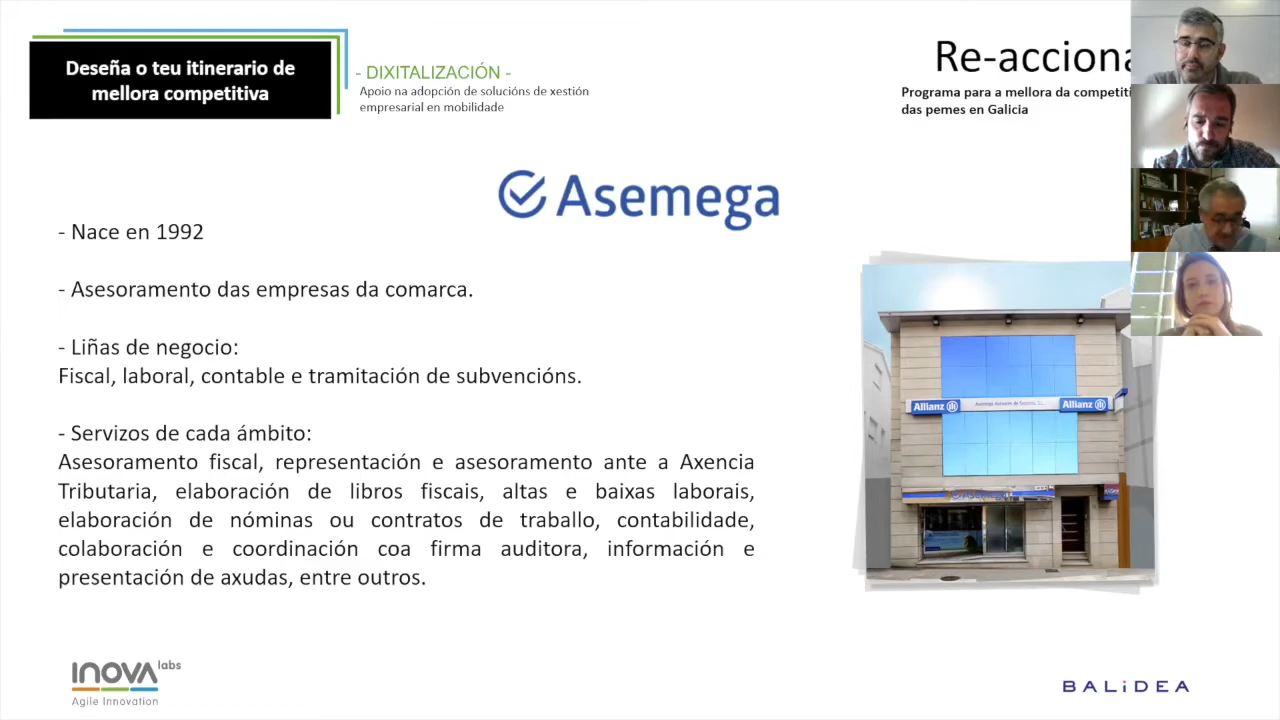 Deseña o teu itinerario de
mellora competitiva
- DIXITALIZACIÓN -
Apoio na adopción de solucións de xestión
empresarial en mobilidade
Re-acciona
Programa para a mellora da competiti
das pemes en Galicia
Asemega
- Nace en 1992
- Asesoramento das empresas da comarca.
- Liñas de negocio:
Fiscal, laboral, contable e tramitación de subvencións.
- Servizos de cada ámbito:
Asesoramento fiscal, representación e asesoramento ante a Axencia
Tributaria, elaboración de libros fiscais, altas e baixas laborais,
elaboración de nóminas ou contratos de traballo, contabilidade,
colaboración e coordinación coa firma auditora, información e
presentación de axudas, entre outros.
Allianz
Allianz
Asemega
INOVA labs
Agile Innovation
BALiDEA